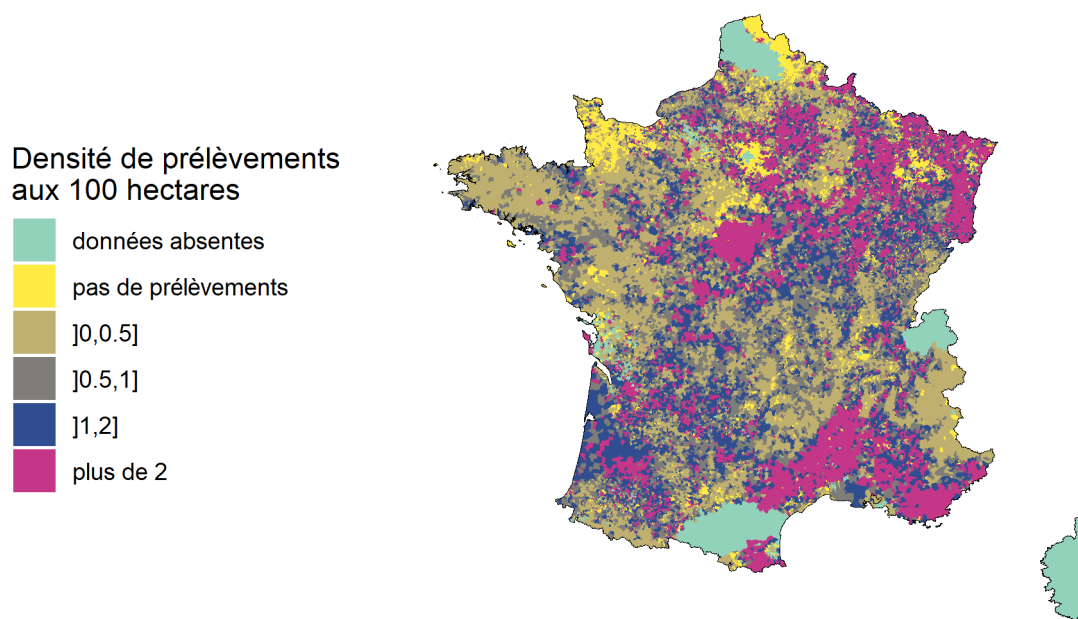 Densité de prélèvements
aux 100 hectares
données absentes
pas de prélèvements
]0,0.5]
]0.5,1]
]1,2]
plus de 2